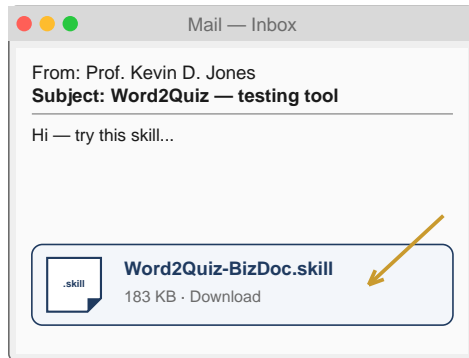 Mail — Inbox
From: Prof. Kevin D. Jones
Subject: Word2Quiz — testing tool
Hi — try this skill...
.skill
Word2Quiz-BizDoc.skill
183 KB · Download